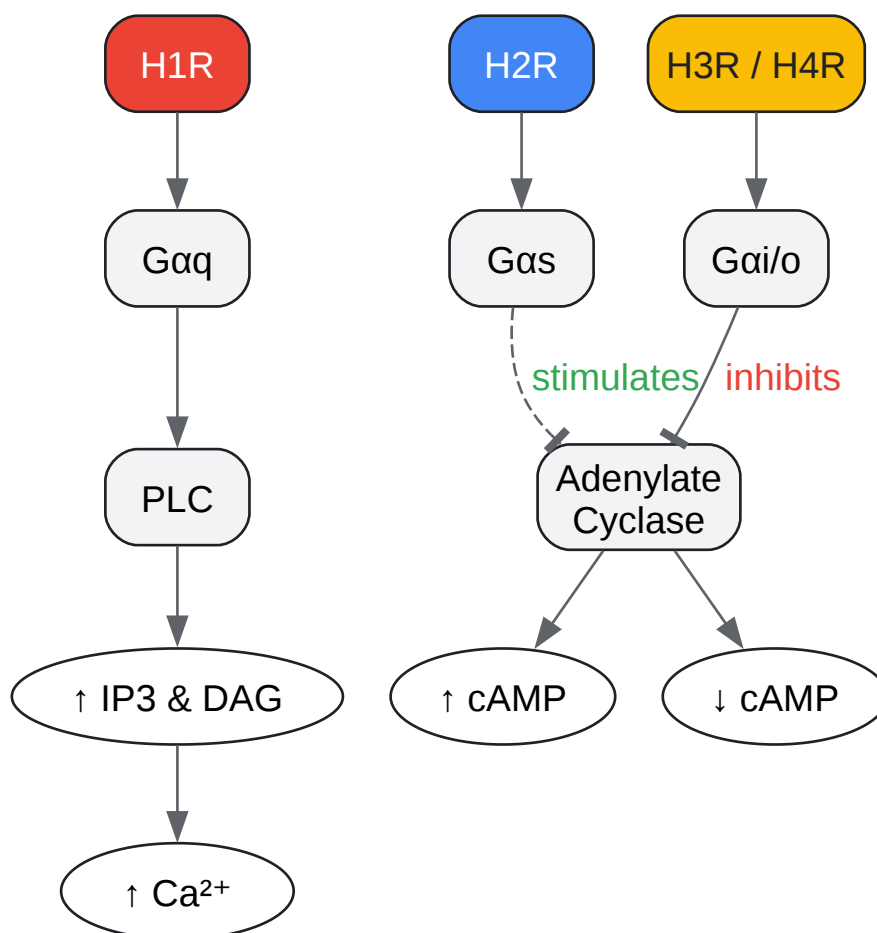 H1R
H2R
H3R / H4R
Gαq
Gαs
Gαi/o
stimulates
inhibits
PLC
Adenylate
Cyclase
↑ IP3 & DAG
↑ cAMP
↓ cAMP
↑ Ca²⁺